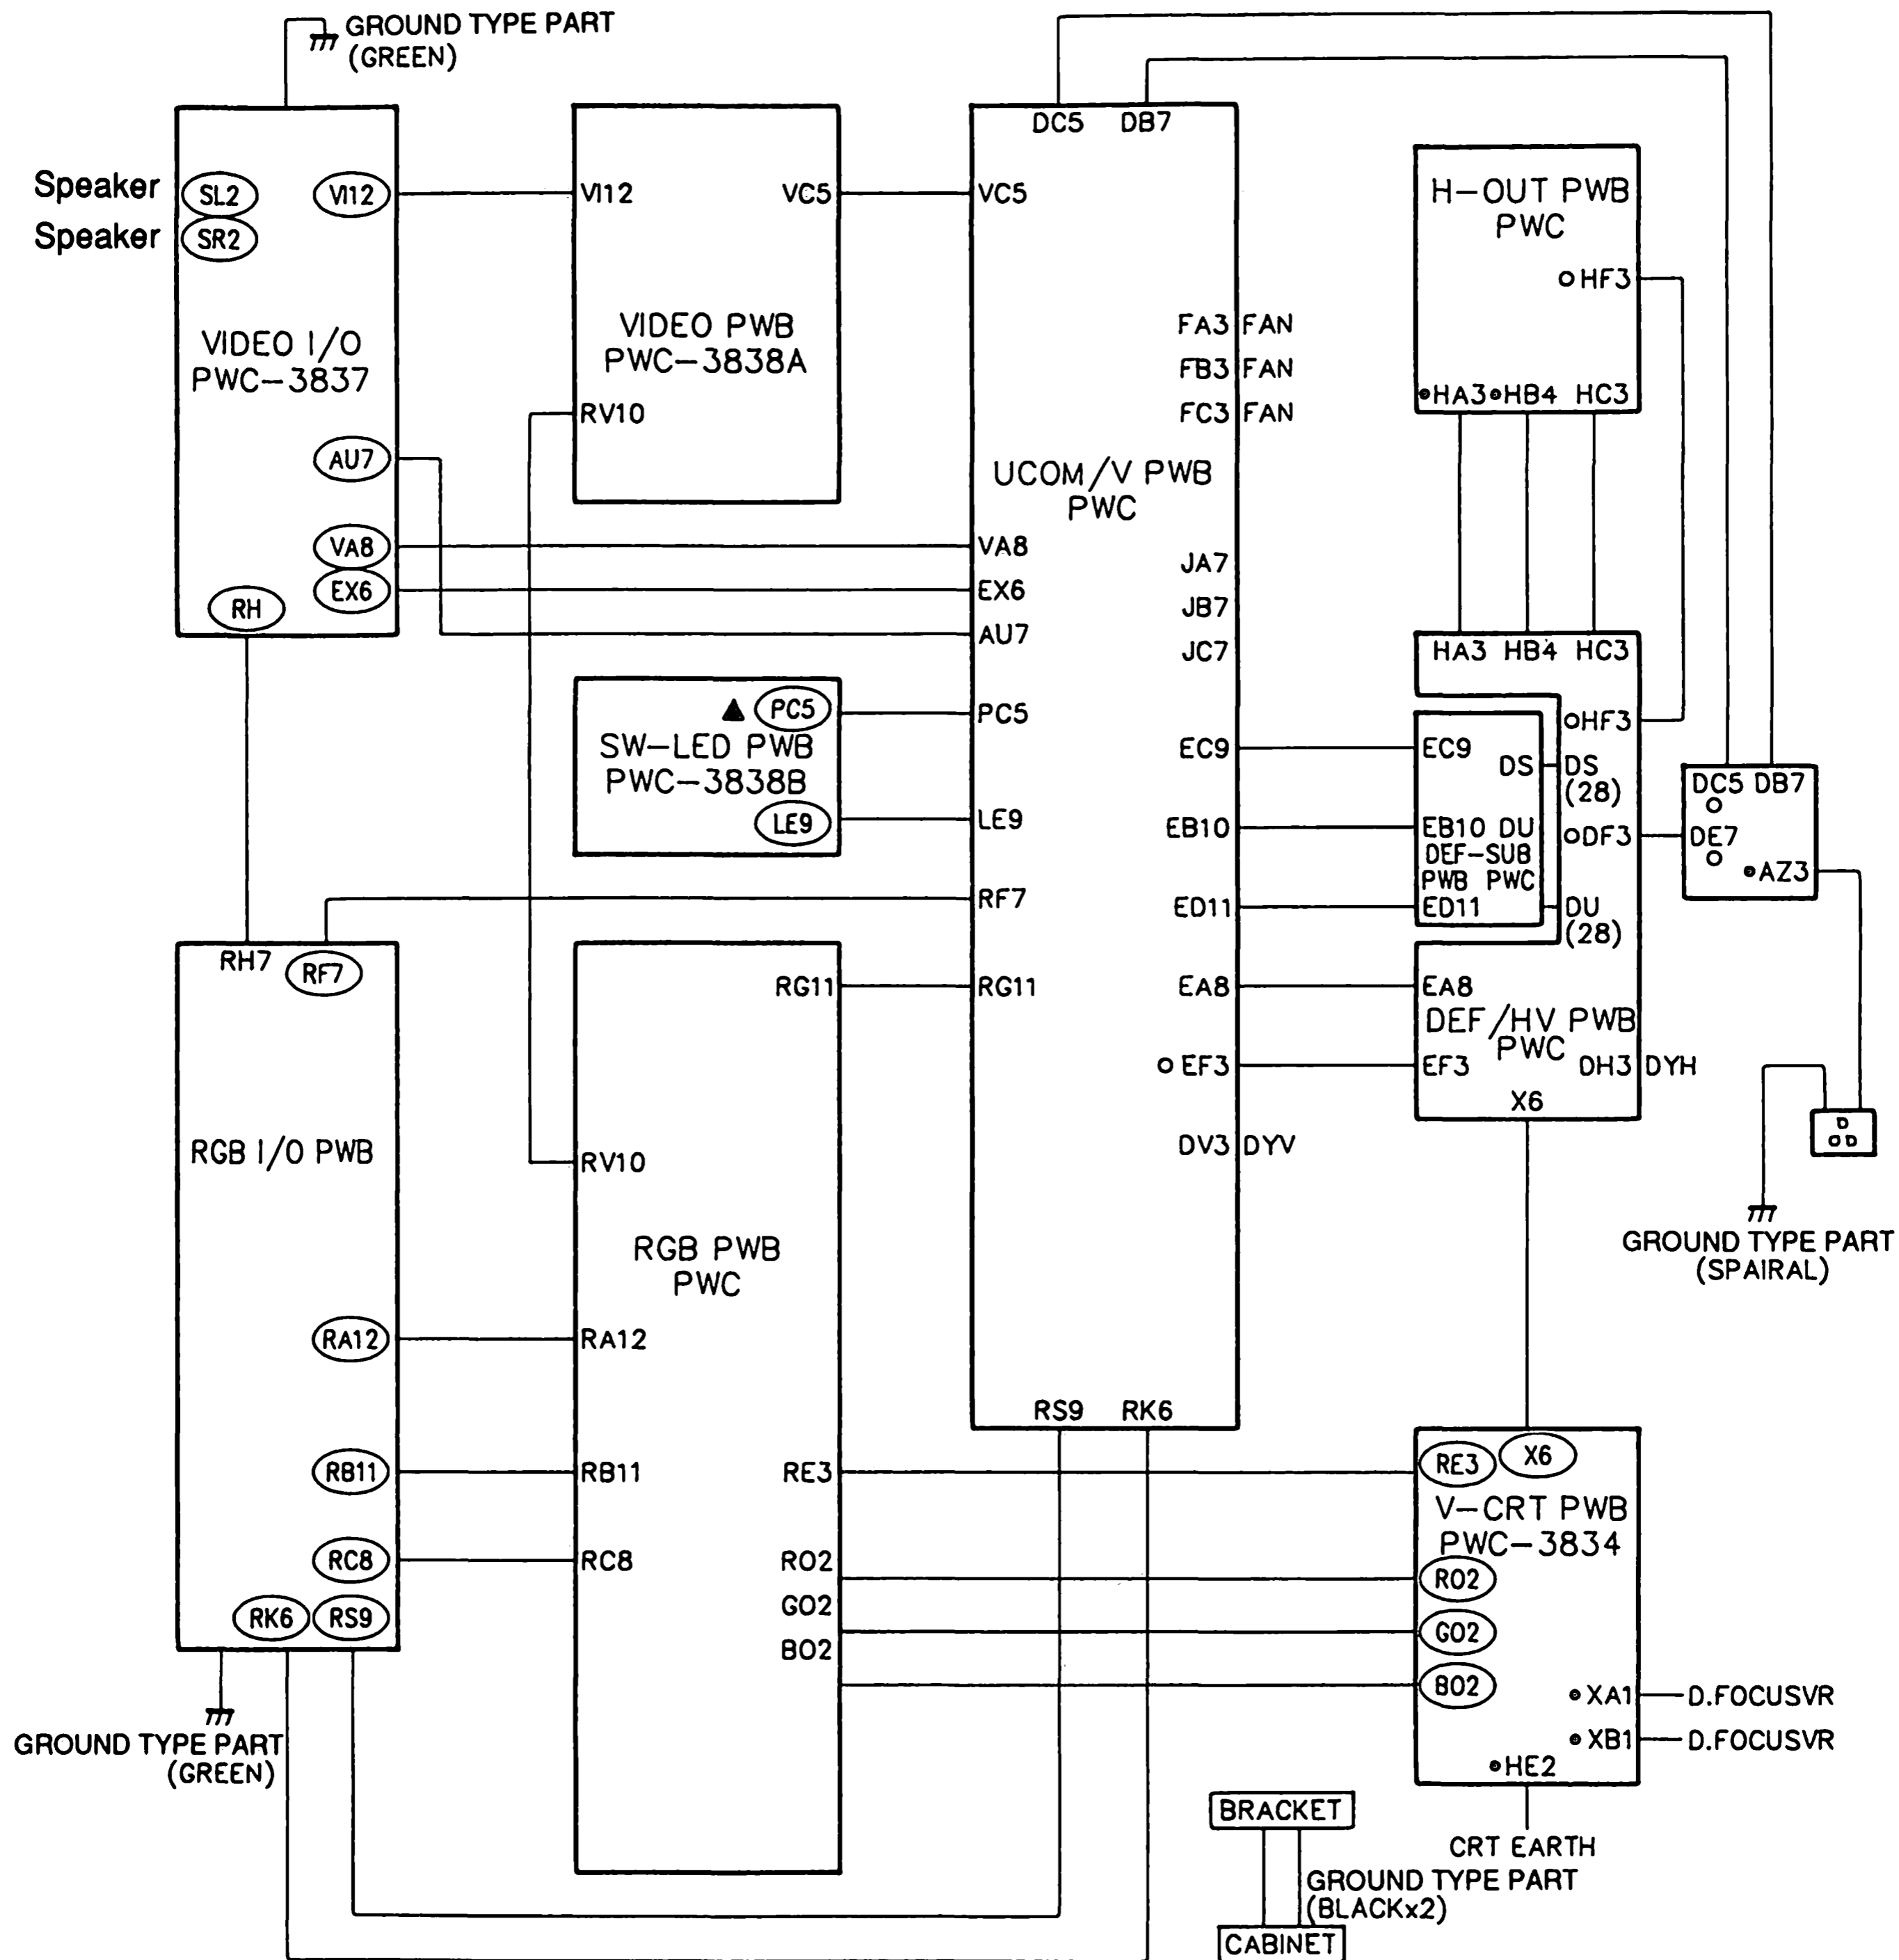 GROUND TYPE PART
(GREEN)
DC5 DB7
Speaker SL2 VI12
Speaker SR2
VIDEO I/O
PWC-3837
AU7
VA8
EX6
RH
VI12 VC5
VIDEO PWB
PWC-3838A
RV10
VC5
FA3 FAN
FB3 FAN
FC3 FAN
UCOM/V PWB
PWC
VA8
EX6
AU7
JA7
JB7
JC7
PC5
LE9
RF7
RG11
EC9
EB10
ED11
EA8
EF3
DV3 DYV
RS9 RK6
H-OUT PWB
PWC
HF3
HA3 HB4 HC3
HA3 HB4 HC3
HF3
DS
(28)
DF3
DU
(28)
EC9
DS
EB10 DU
DEF-SUB
PWB PWC
ED11
EA8
DEF/HV PWB
PWC
EF3 DH3 DYH
X6
DC5 DB7
DE7
AZ3
GROUND TYPE PART
(SPAIRAL)
PC5
SW-LED PWB
PWC-3838B
LE9
RH7 RF7
RGB I/O PWB
RA12
RB11
RC8
RK6 RS9
GROUND TYPE PART
(GREEN)
RG11
RV10
RGB PWB
PWC
RA12
RB11 RE3
RC8 RO2
GO2
BO2
RE3 X6
V-CRT PWB
PWC-3834
RO2
GO2
BO2
XA1 D.FOCUSVR
XB1 D.FOCUSVR
HE2
CRT EARTH
BRACKET
GROUND TYPE PART
(BLACKx2)
CABINET